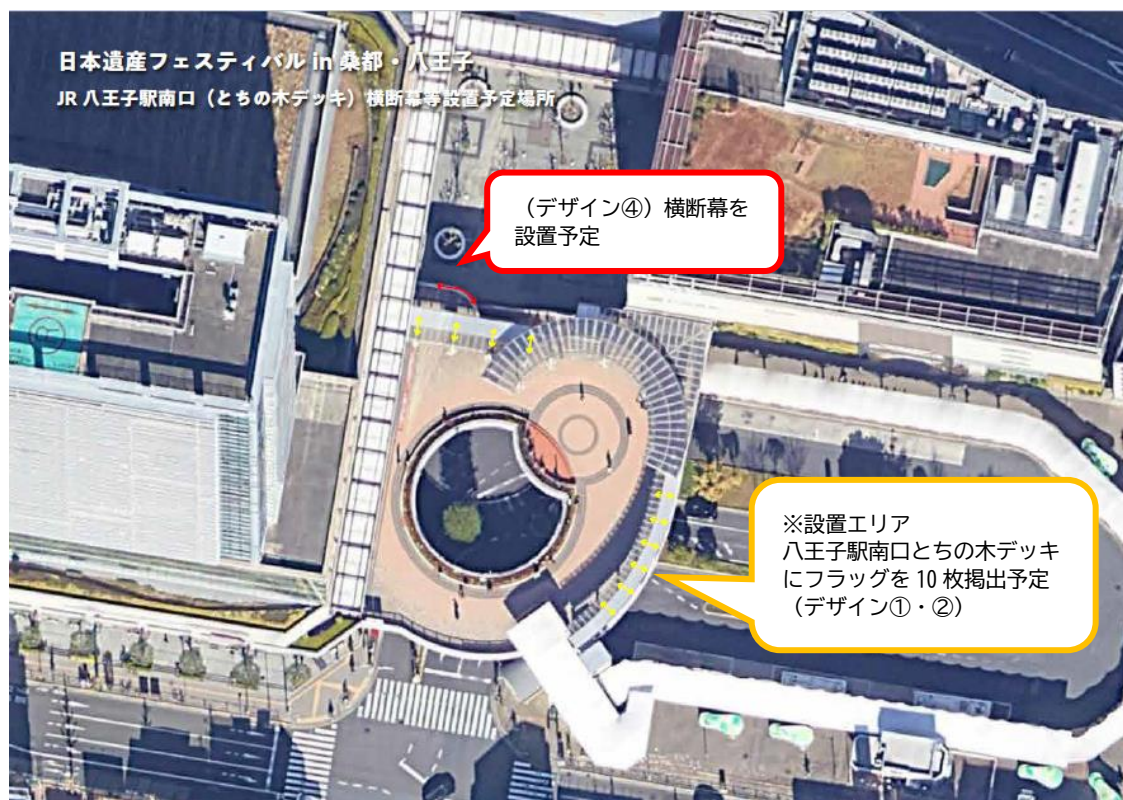 日本遺産フェスティバル in 桑都・八王子
JR 八王子駅南口（とちの木デッキ）横断幕等設置予定場所
（デザイン④）横断幕を
設置予定
※設置エリア
八王子駅南口とちの木デッキ
にフラッグを 10 枚掲出予定
（デザイン①・②）